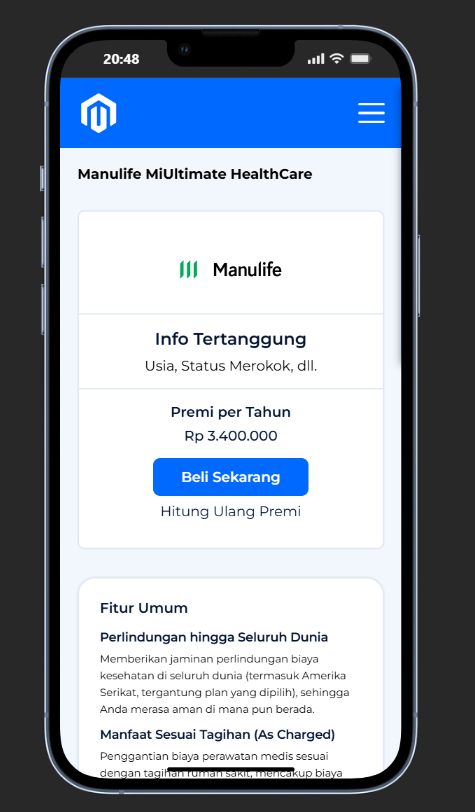 20:48
Manulife MiUltimate HealthCare
Manulife
Info Tertanggung
Usia, Status Merokok, dll.
Premi per Tahun
Rp 3.400.000
Beli Sekarang
Hitung Ulang Premi
Fitur Umum
Perlindungan hingga Seluruh Dunia
Memberikan jaminan perlindungan biaya
kesehatan di seluruh dunia (termasuk Amerika
Serikat, tergantung plan yang dipilih), sehingga
Anda merasa aman di mana pun berada.
Manfaat Sesuai Tagihan (As Charged)
Penggantian biaya perawatan medis sesuai
dengan tagihan rumah sakit, mencakup biaya